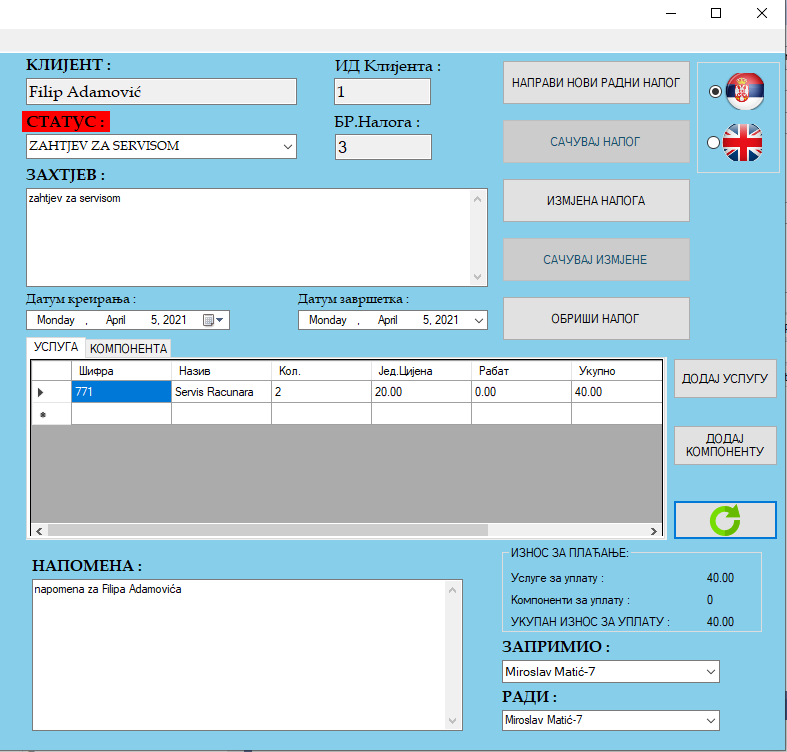 КЛИЈЕНТ :
Filip Adamović
ИД Клијента :
1
СТАТУС :
ZAHTJEV ZA SERVISOM
БР.Налога :
3
ЗАХТЈЕВ :
zahtjev za servisom
Датум креирања :
Monday , April 5, 2021
Датум завршетка :
Monday , April 5, 2021
НАПРАВИ НОВИ РАДНИ НАЛОГ
САЧУВАЈ НАЛОГ
ИЗМЈЕНА НАЛОГА
САЧУВАЈ ИЗМЈЕНЕ
ОБРИШИ НАЛОГ
УСЛУГА КОМПОНЕНТА
Шифра Назив Кол. Јед.Цијена Рабат Укупно
771 Servis Racunara 2 20.00 0.00 40.00
ДОДАЈ УСЛУГУ
ДОДАЈ
КОМПОНЕНТУ
НАПОМЕНА :
napomena za Filipa Adamovića
ИЗНОС ЗА ПЛАЋАЊЕ:
Услуге за уплату : 40.00
Компоненти за уплату : 0
УКУПАН ИЗНОС ЗА УПЛАТУ : 40.00
ЗАПРИМИО :
Miroslav Matić-7
РАДИ :
Miroslav Matić-7